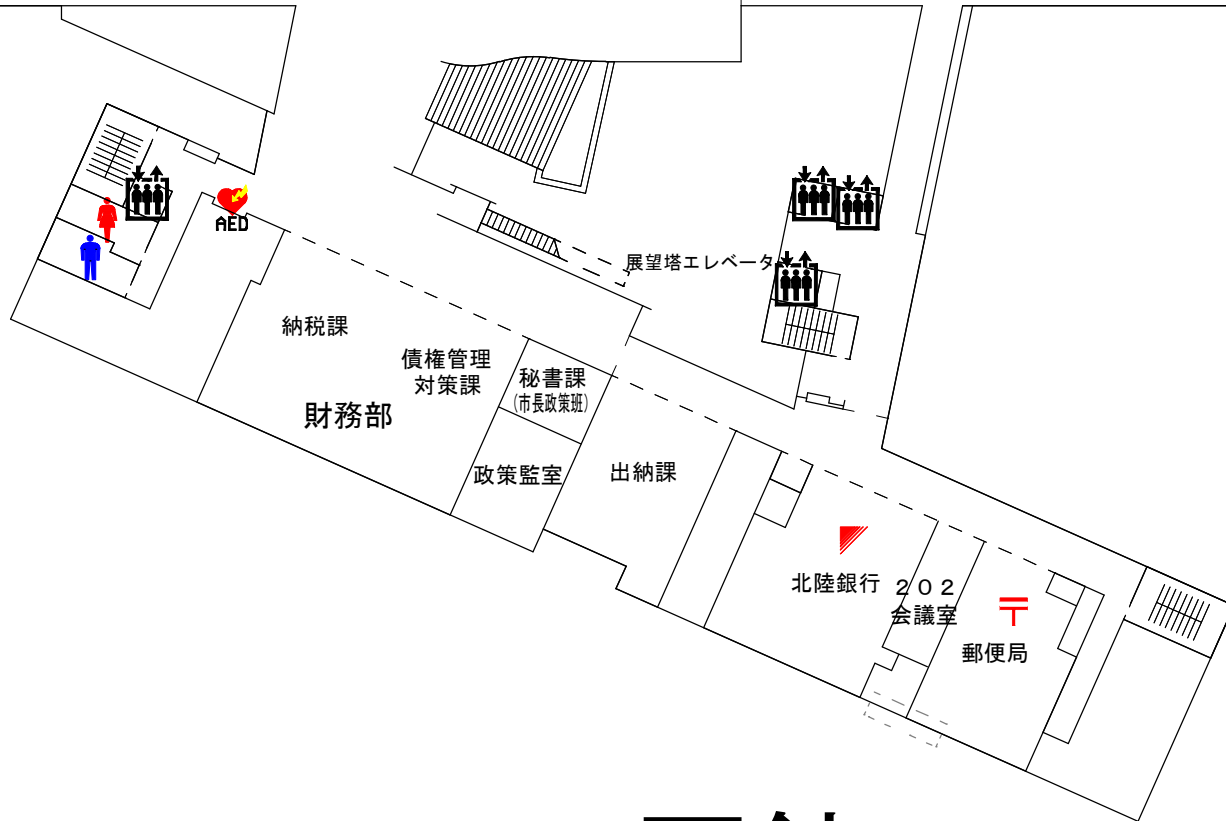 AED
展望塔エレベータ
納税課
債権管理
対策課
財務部
秘書課
(市長政策班)
政策監室
出納課
北陸銀行
２０２
会議室
〒
郵便局